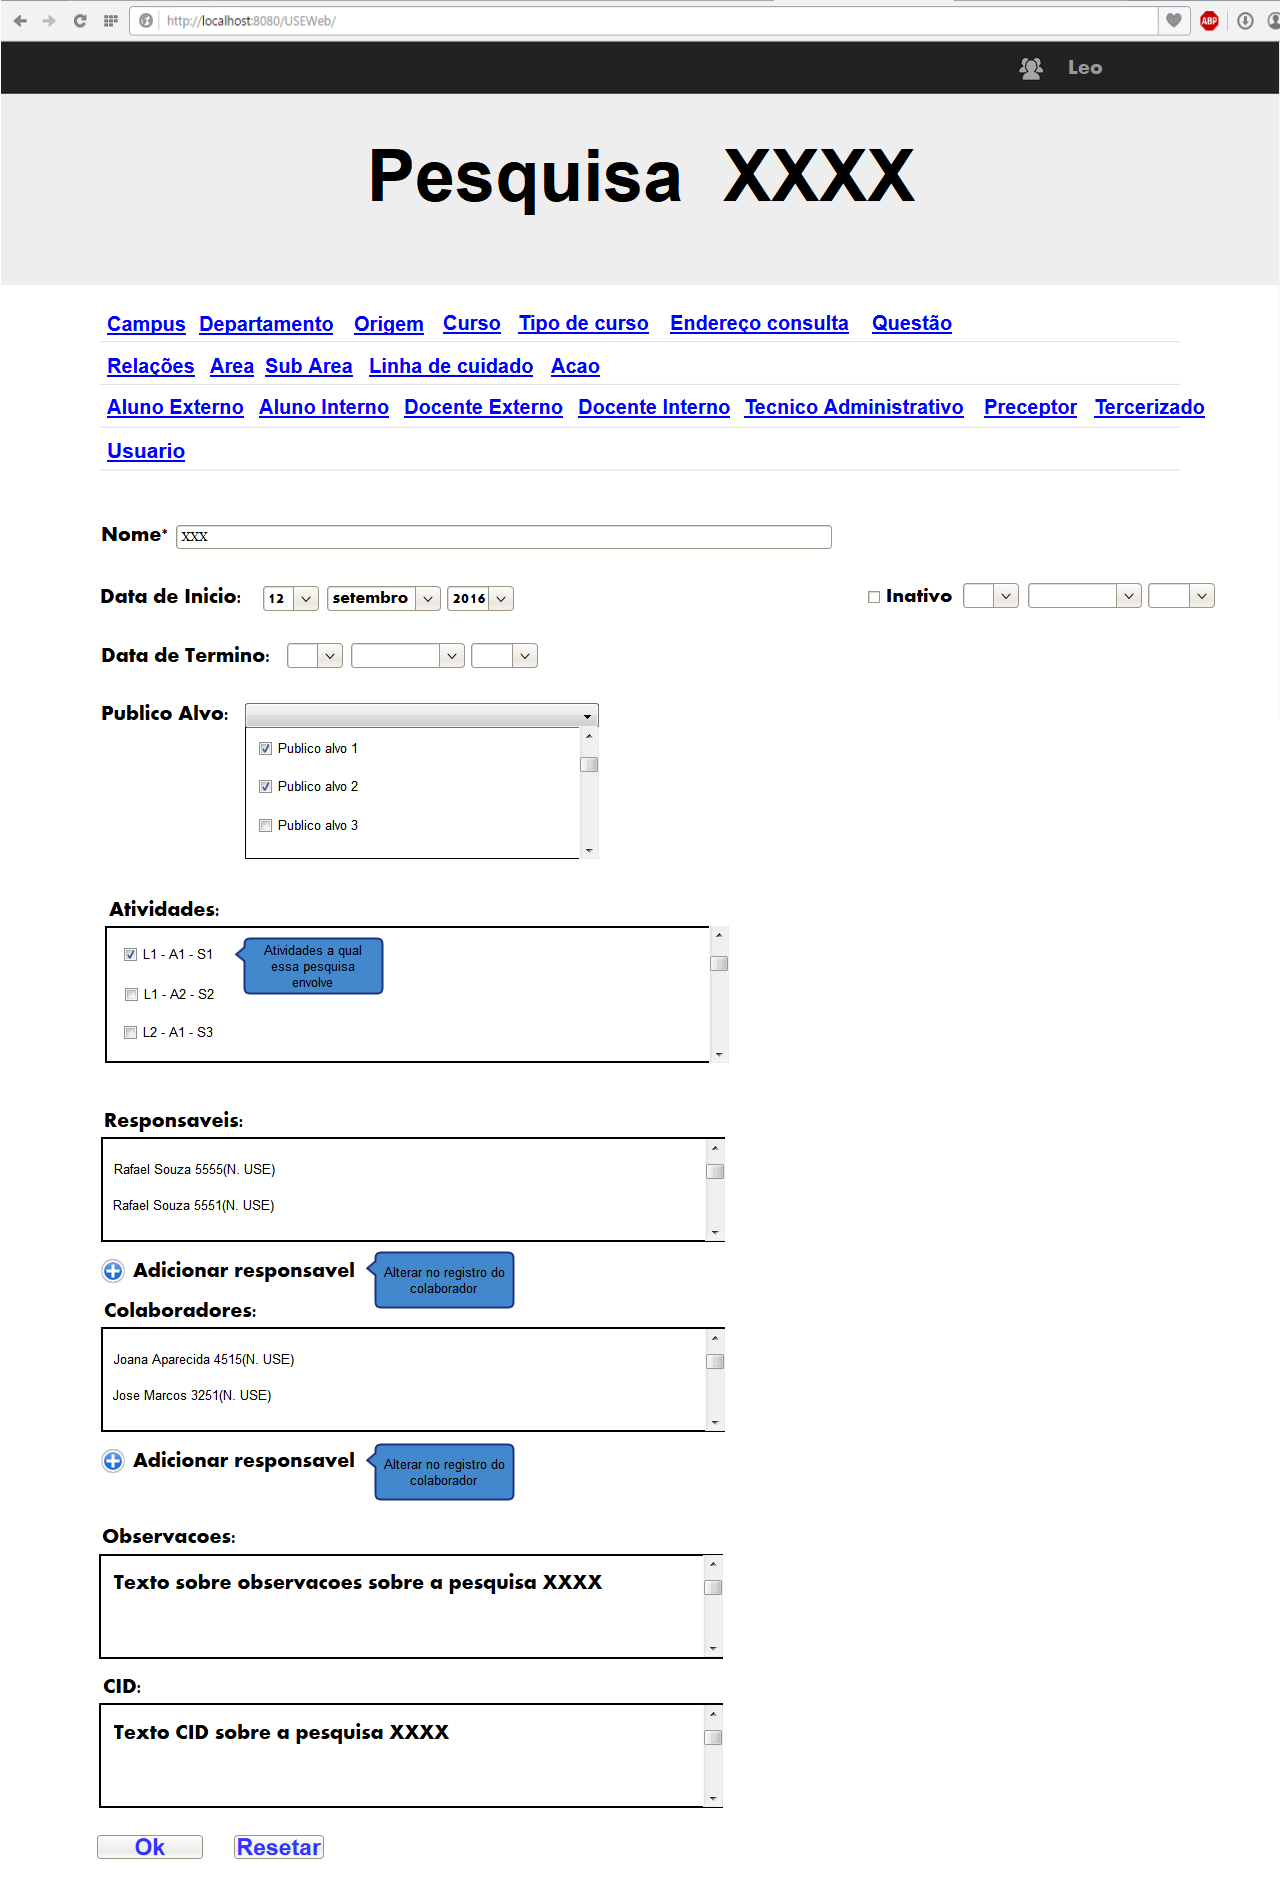 http://localhost:8080/USEWeb/
ABP
Leo
Pesquisa XXXX
Campus Departamento Origem Curso Tipo de curso Endereço consulta Questão
Relações Area Sub Area Linha de cuidado Acao
Aluno Externo Aluno Interno Docente Externo Docente Interno Tecnico Administrativo Preceptor Tercerizado
Usuario
Nome* XXX
Data de Inicio: 12 setembro 2016 Inativo
Data de Termino:
Publico Alvo:
Publico alvo 1
Publico alvo 2
Publico alvo 3
Atividades:
L1 - A1 - S1
Atividades a qual
essa pesquisa
envolve
L1 - A2 - S2
L2 - A1 - S3
Responsaveis:
Rafael Souza 5555(N. USE)
Rafael Souza 5551(N. USE)
Adicionar responsavel
Alterar no registro do
colaborador
Colaboradores:
Joana Aparecida 4515(N. USE)
Jose Marcos 3251(N. USE)
Adicionar responsavel
Alterar no registro do
colaborador
Observacoes:
Texto sobre observacoes sobre a pesquisa XXXX
CID:
Texto CID sobre a pesquisa XXXX
Ok Resetar